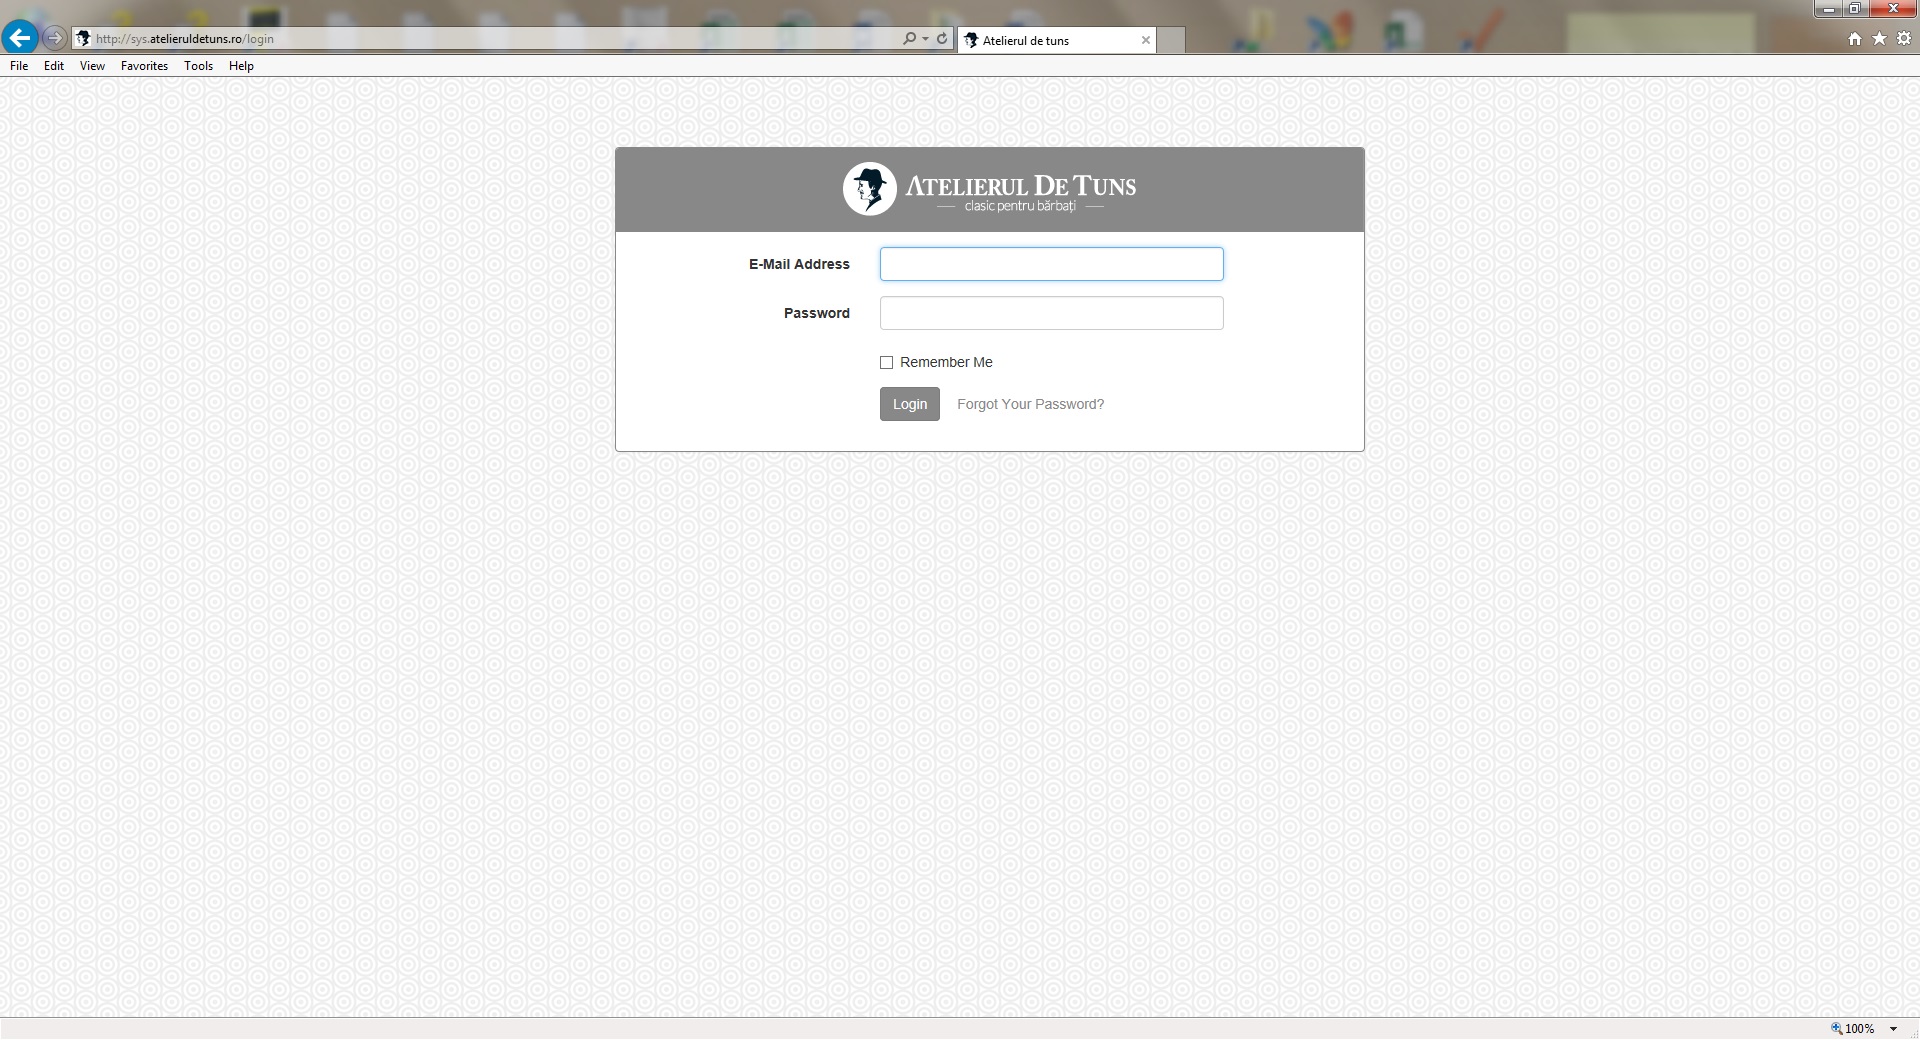 http://sys.atelieruldetuns.ro/login
Atelierul de tuns
File Edit View Favorites Tools Help
ATELIERUL DE TUNS
clasic pentru bărbați
E-Mail Address
Password
Remember Me
Login Forgot Your Password?
100%